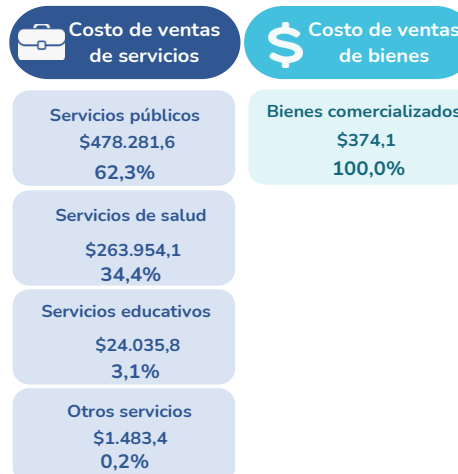 Costo de ventas
de servicios
Servicios públicos
$478.281,6
62,3%
Servicios de salud
$263.954,1
34,4%
Servicios educativos
$24.035,8
3,1%
Otros servicios
$1.483,4
0,2%
Costo de ventas
de bienes
Bienes comercializados
$374,1
100,0%